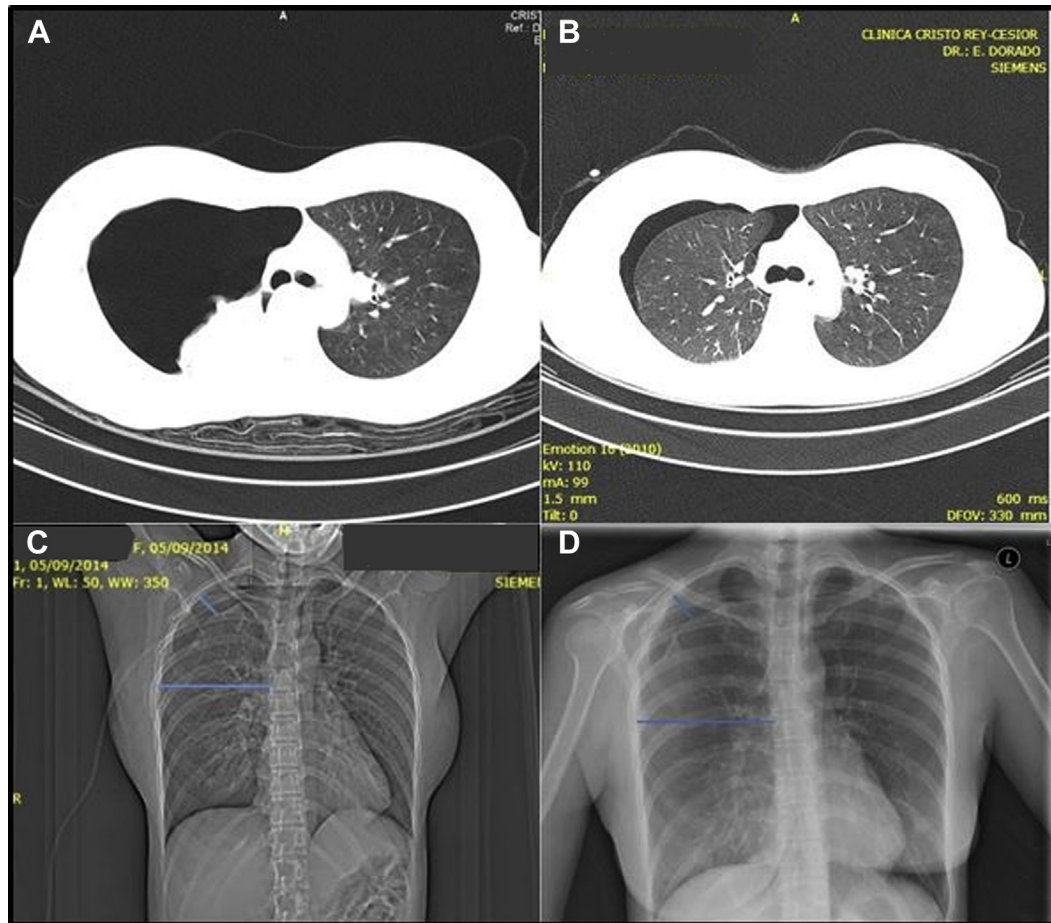 A
A
CRIS
Ref.: D
B
A
CLINICA CRISTO REY-CESIOR
DR.: E. DORADO
SIEMENS
Emotion 16 (2010)
kV: 110
mA: 99
1.5 mm
Tilt: 0
600 ms
DFOV: 330 mm
C
H
F, 05/09/2014
1, 05/09/2014
Fr: 1, WL: 50, WW: 350
SIEMEN
R
D
L